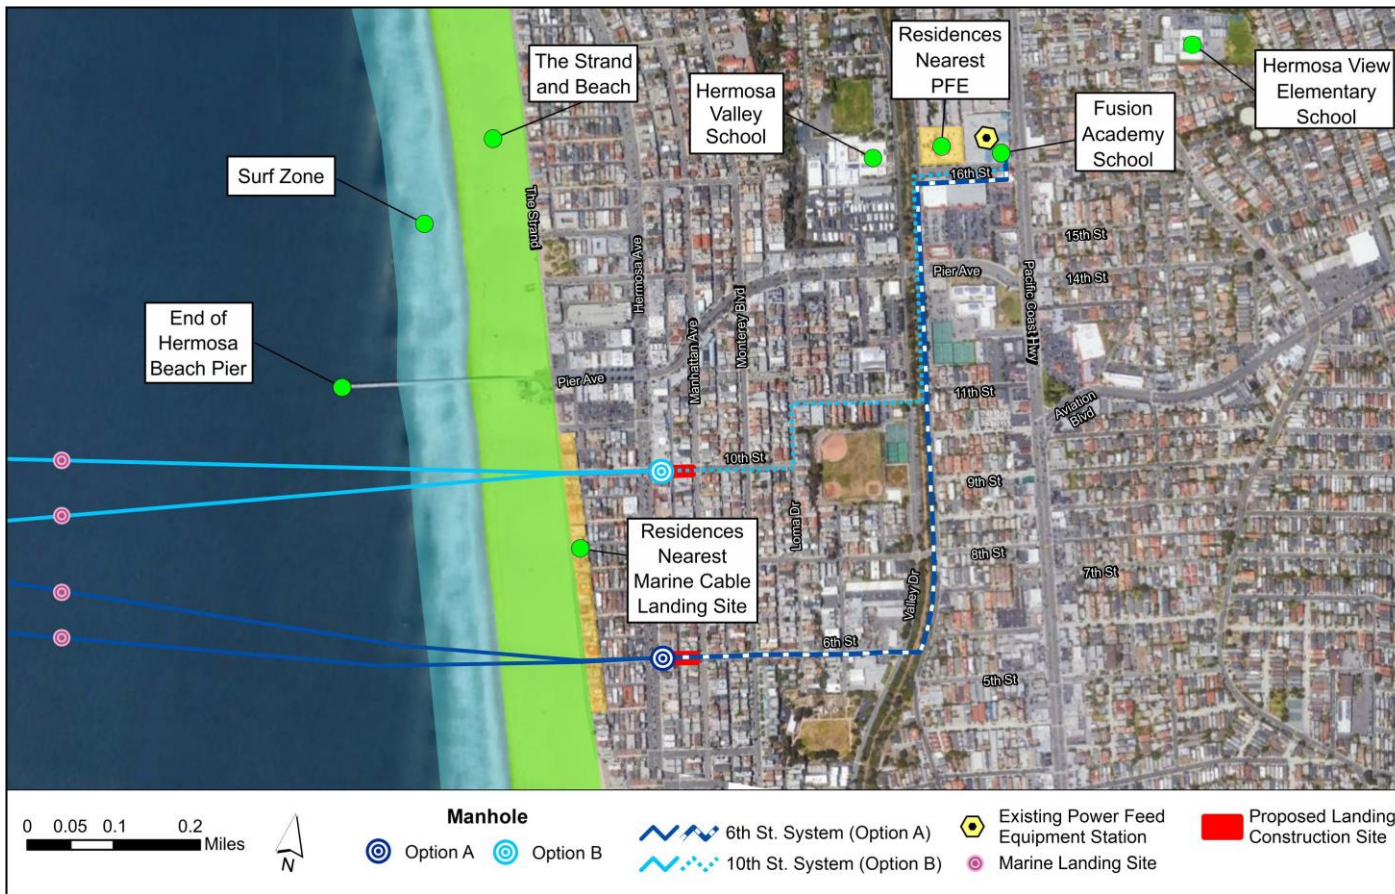 The Strand
and Beach
Residences
Nearest
PFE
Hermosa
Valley
School
Fusion
Academy
School
Hermosa View
Elementary
School
Surf Zone
End of
Hermosa
Beach Pier
Residences
Nearest
Marine Cable
Landing Site
The Strand
Hermosa Ave
Manhattan Ave
Monterey Blvd
Pier Ave
Pier Ave
16th St
15th St
14th St
Pacific Coast Hwy
11th St
Aviation
Blvd
10th St
9th St
Loma Dr
8th St
7th St
Valley Dr
6th St
5th St
0 0.05 0.1 0.2
Miles
N
Manhole
Option A
Option B
6th St. System (Option A)
10th St. System (Option B)
Existing Power Feed
Equipment Station
Marine Landing Site
Proposed Landing
Construction Site